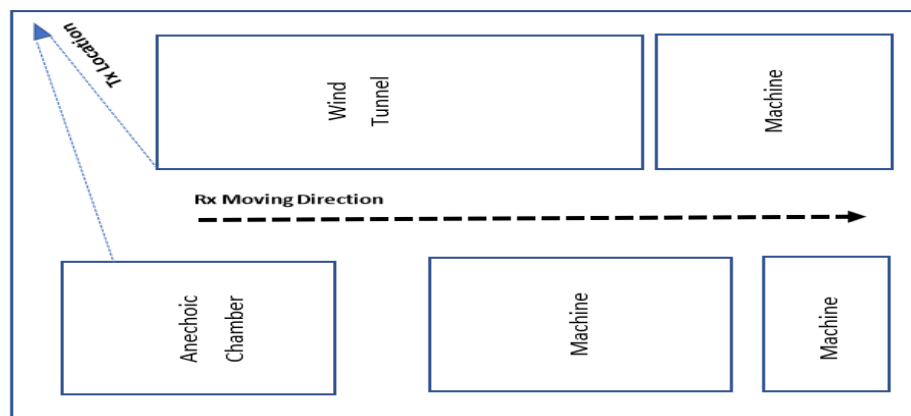 Tx Location
Wind
Tunnel
Machine
Rx Moving Direction
Anechoic
Chamber
Machine
Machine